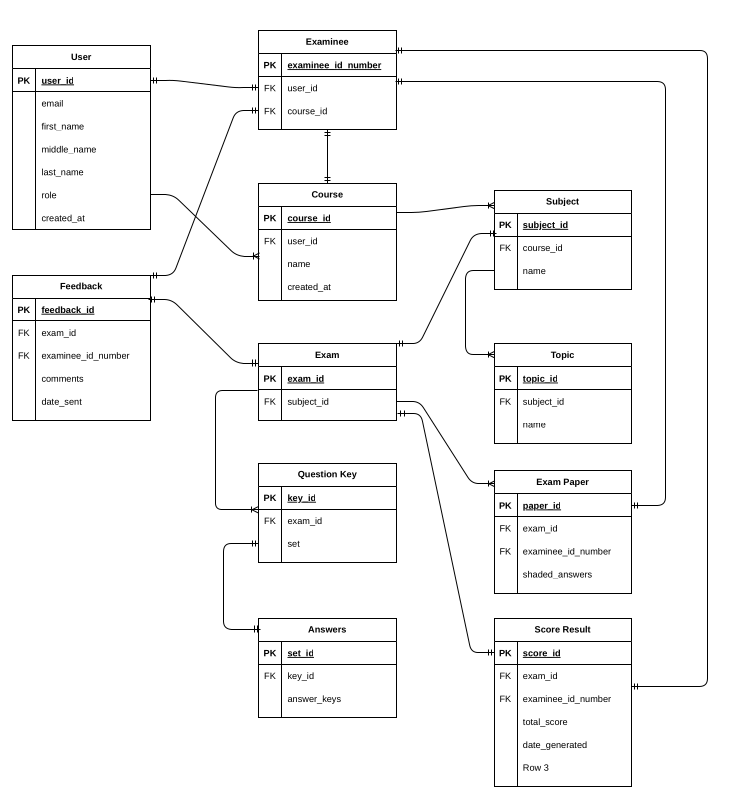 User
PK user_id
email
first_name
middle_name
last_name
role
created_at
Examinee
PK examinee_id_number
FK user_id
FK course_id
Course
PK course_id
FK user_id
name
created_at
Subject
PK subject_id
FK course_id
name
Feedback
PK feedback_id
FK exam_id
FK examinee_id_number
comments
date_sent
Exam
PK exam_id
FK subject_id
Topic
PK topic_id
FK subject_id
name
Question Key
PK key_id
FK exam_id
set
Exam Paper
PK paper_id
FK exam_id
FK examinee_id_number
shaded_answers
Answers
PK set_id
FK key_id
answer_keys
Score Result
PK score_id
FK exam_id
FK examinee_id_number
total_score
date_generated
Row 3